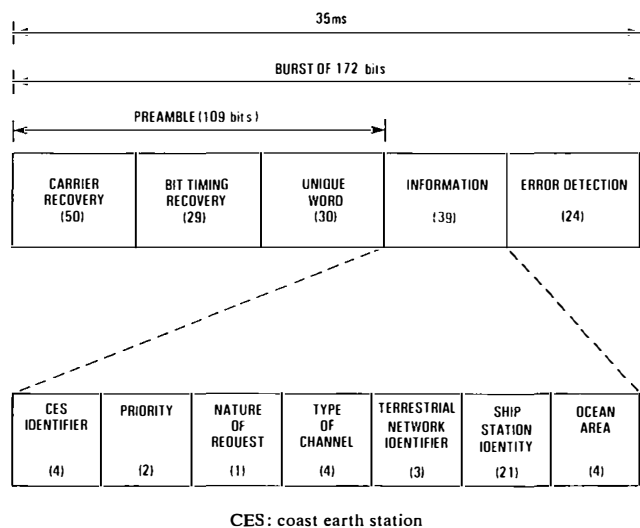 35ms
BURST OF 172 bits
PREAMBLE (109 bits)
CARRIER RECOVERY (50)
BIT TIMING RECOVERY (29)
UNIQUE WORD (30)
INFORMATION (39)
ERROR DETECTION (24)
CES IDENTIFIER (4)
PRIORITY (2)
NATURE OF REQUEST (1)
TYPE OF CHANNEL (4)
TERRESTRIAL NETWORK IDENTIFIER (3)
SHIP STATION IDENTITY (21)
OCEAN AREA (4)
CES: coast earth station